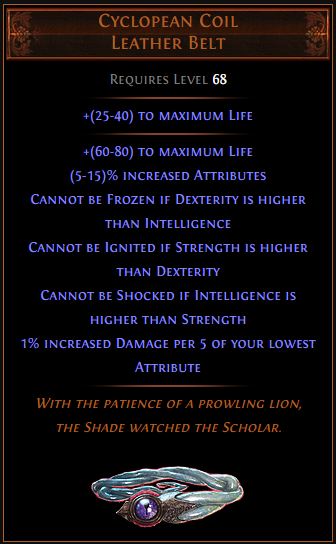 Cyclopean Coil
Leather Belt
Requires Level 68
+(25-40) to maximum Life
+(60-80) to maximum Life
(5-15)% increased Attributes
Cannot be Frozen if Dexterity is higher
than Intelligence
Cannot be Ignited if Strength is higher
than Dexterity
Cannot be Shocked if Intelligence is
higher than Strength
1% increased Damage per 5 of your lowest
Attribute
With the patience of a prowling lion,
the Shade watched the Scholar.